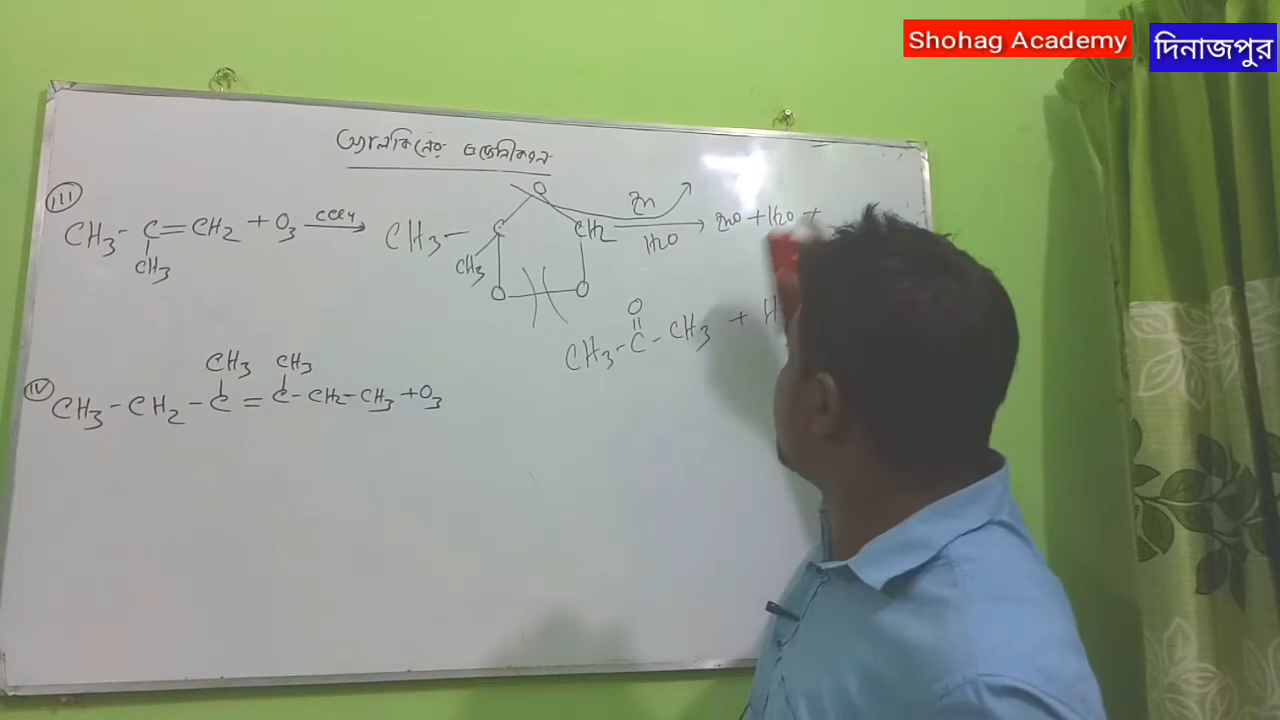 Shohag Academy
দিনাজপুর
অ্যালকিনের ওজোনীকরণ
III
CH3- C=CH2 + O3 CCl4 CH3- C CH2 O Zn H2O ZnO + H2O +
CH3 CH3 O O
O
CH3-C-CH3 + H
CH3 CH3
IV CH3-CH2-C=C-CH2-CH3 +O3